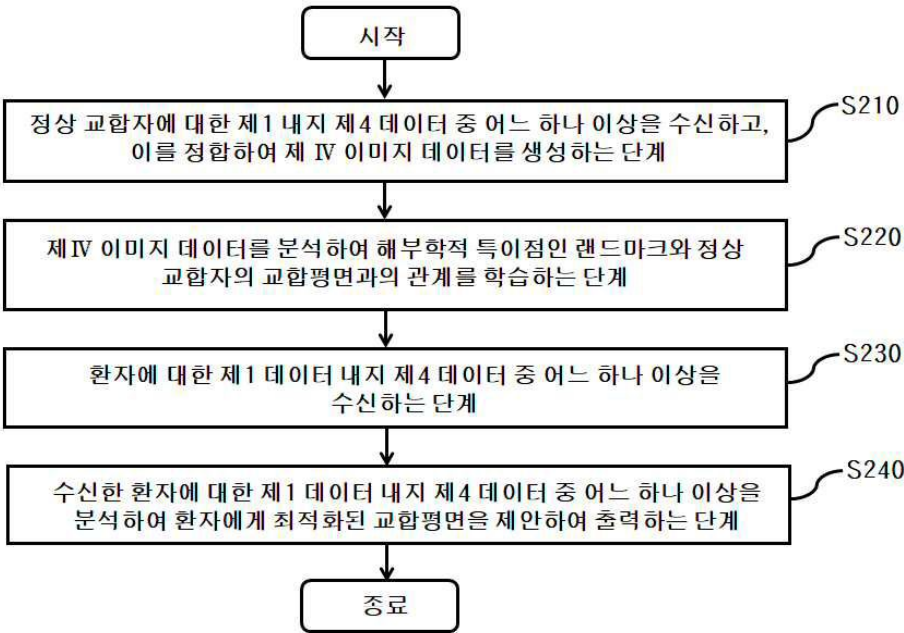 시작
S210
정상 교합자에 대한 제1 내지 제4 데이터 중 어느 하나 이상을 수신하고,
이를 정합하여 제 Ⅳ 이미지 데이터를 생성하는 단계
S220
제Ⅳ 이미지 데이터를 분석하여 해부학적 특이점인 랜드마크와 정상
교합자의 교합평면과의 관계를 학습하는 단계
S230
환자에 대한 제1 데이터 내지 제4 데이터 중 어느 하나 이상을
수신하는 단계
S240
수신한 환자에 대한 제1 데이터 내지 제4 데이터 중 어느 하나 이상을
분석하여 환자에게 최적화된 교합평면을 제안하여 출력하는 단계
종료